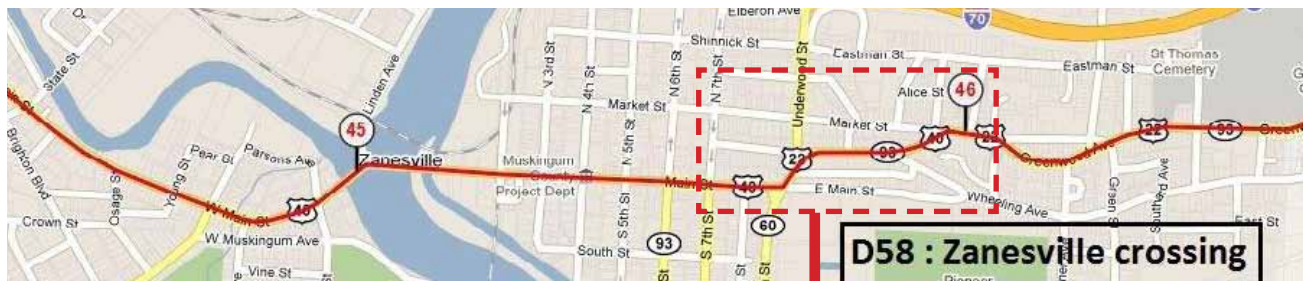 Elberon Ave
70
State St
Linden Ave
N 3rd St
N 4th St
Shinnick St
N 6th St
N 7th St
Underwood St
Eastman St
Eastman St
St Thomas
Cemetery
45
46
Alice St
Market St
Market St
N 5th St
Brighton Blvd
Pear St
Parsons Ave
Zanesville
Muskingum
County
Project Dept
22
93
40
22
22
93
Greenwood Ave
Osage St
Young St
Main St
40
E Main St
Wheeling Ave
Green St
Southard Ave
Crown St
W Main St
40
S 5th St
S 7th St
60
East St
W Muskingum Ave
93
South St
D58 : Zanesville crossing
Vine St
Pioneer